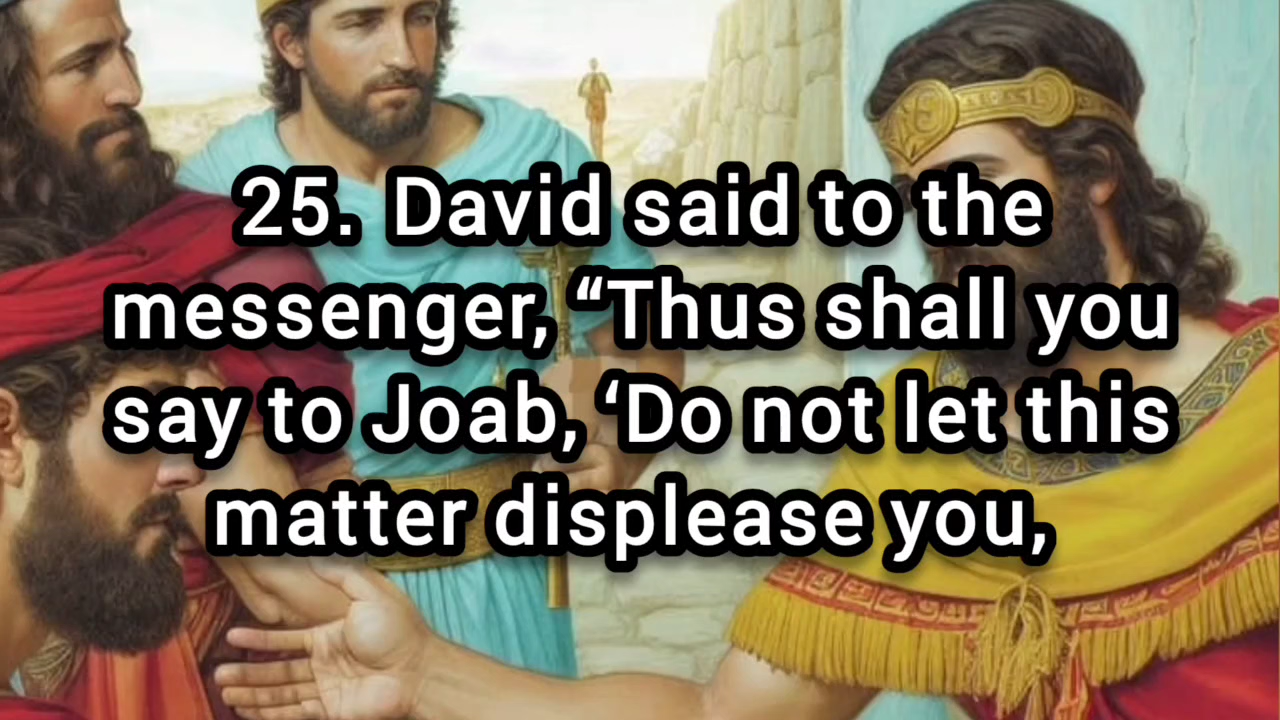 25. David said to the
messenger, “Thus shall you
say to Joab, ‘Do not let this
matter displease you,